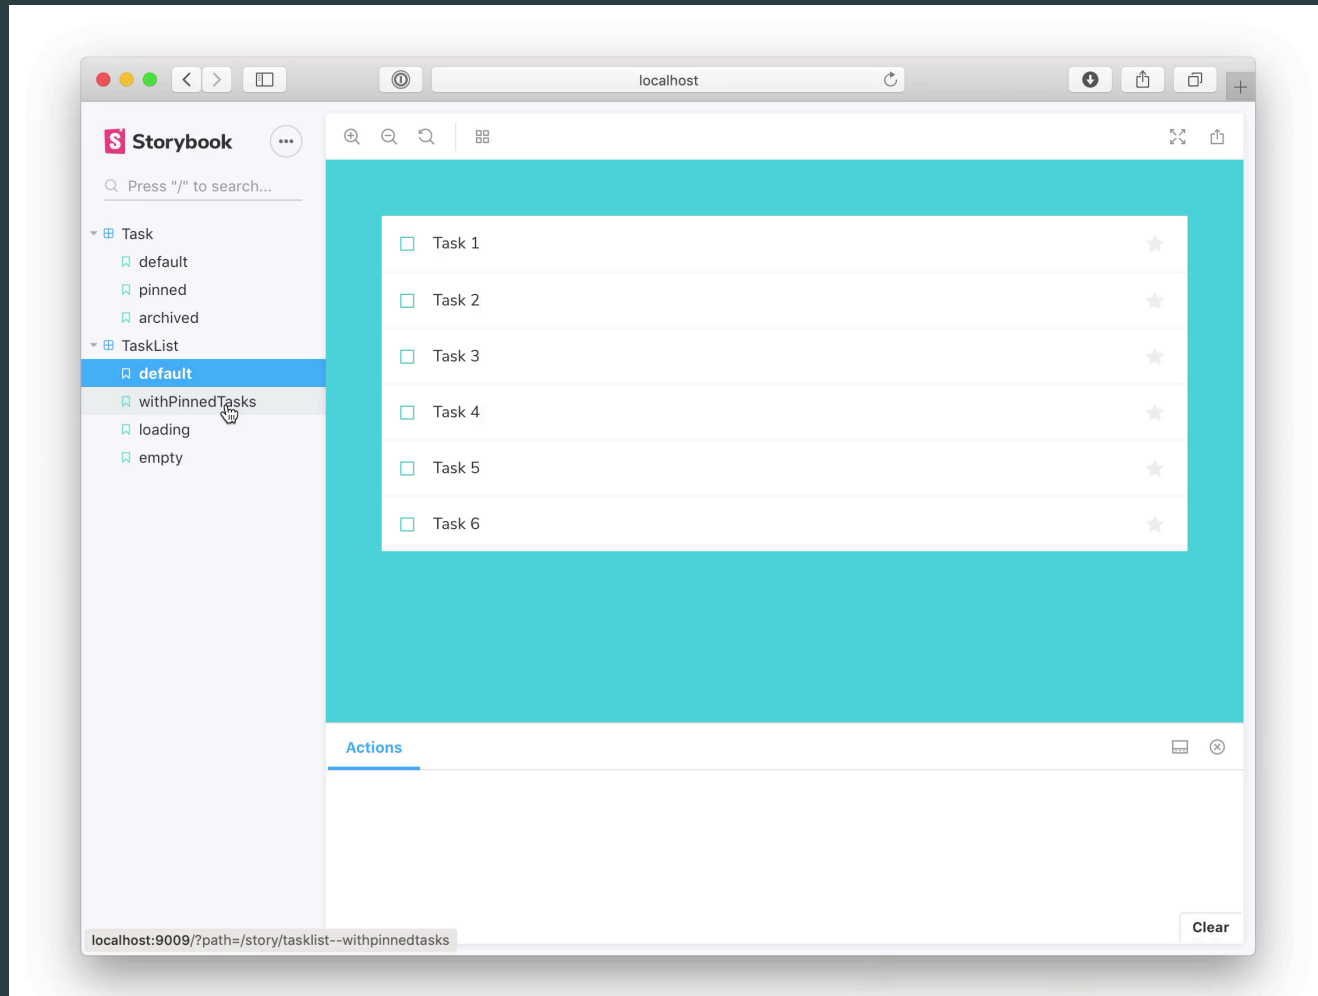 localhost
Storybook
Press "/" to search...
Task
default
pinned
archived
TaskList
default
withPinnedTasks
loading
empty
Task 1
Task 2
Task 3
Task 4
Task 5
Task 6
Actions
Clear
localhost:9009/?path=/story/tasklist--withpinnedtasks